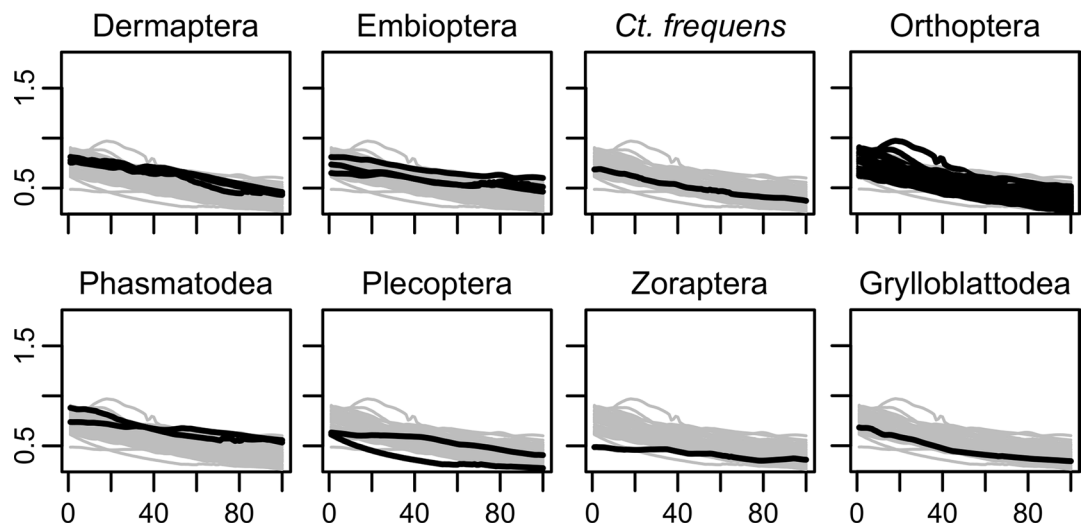 Dermaptera Embioptera Ct. frequens Orthoptera
1.5
0.5
Phasmatodea Plecoptera Zoraptera Grylloblattodea
1.5
0.5
0 40 80 0 40 80 0 40 80 0 40 80